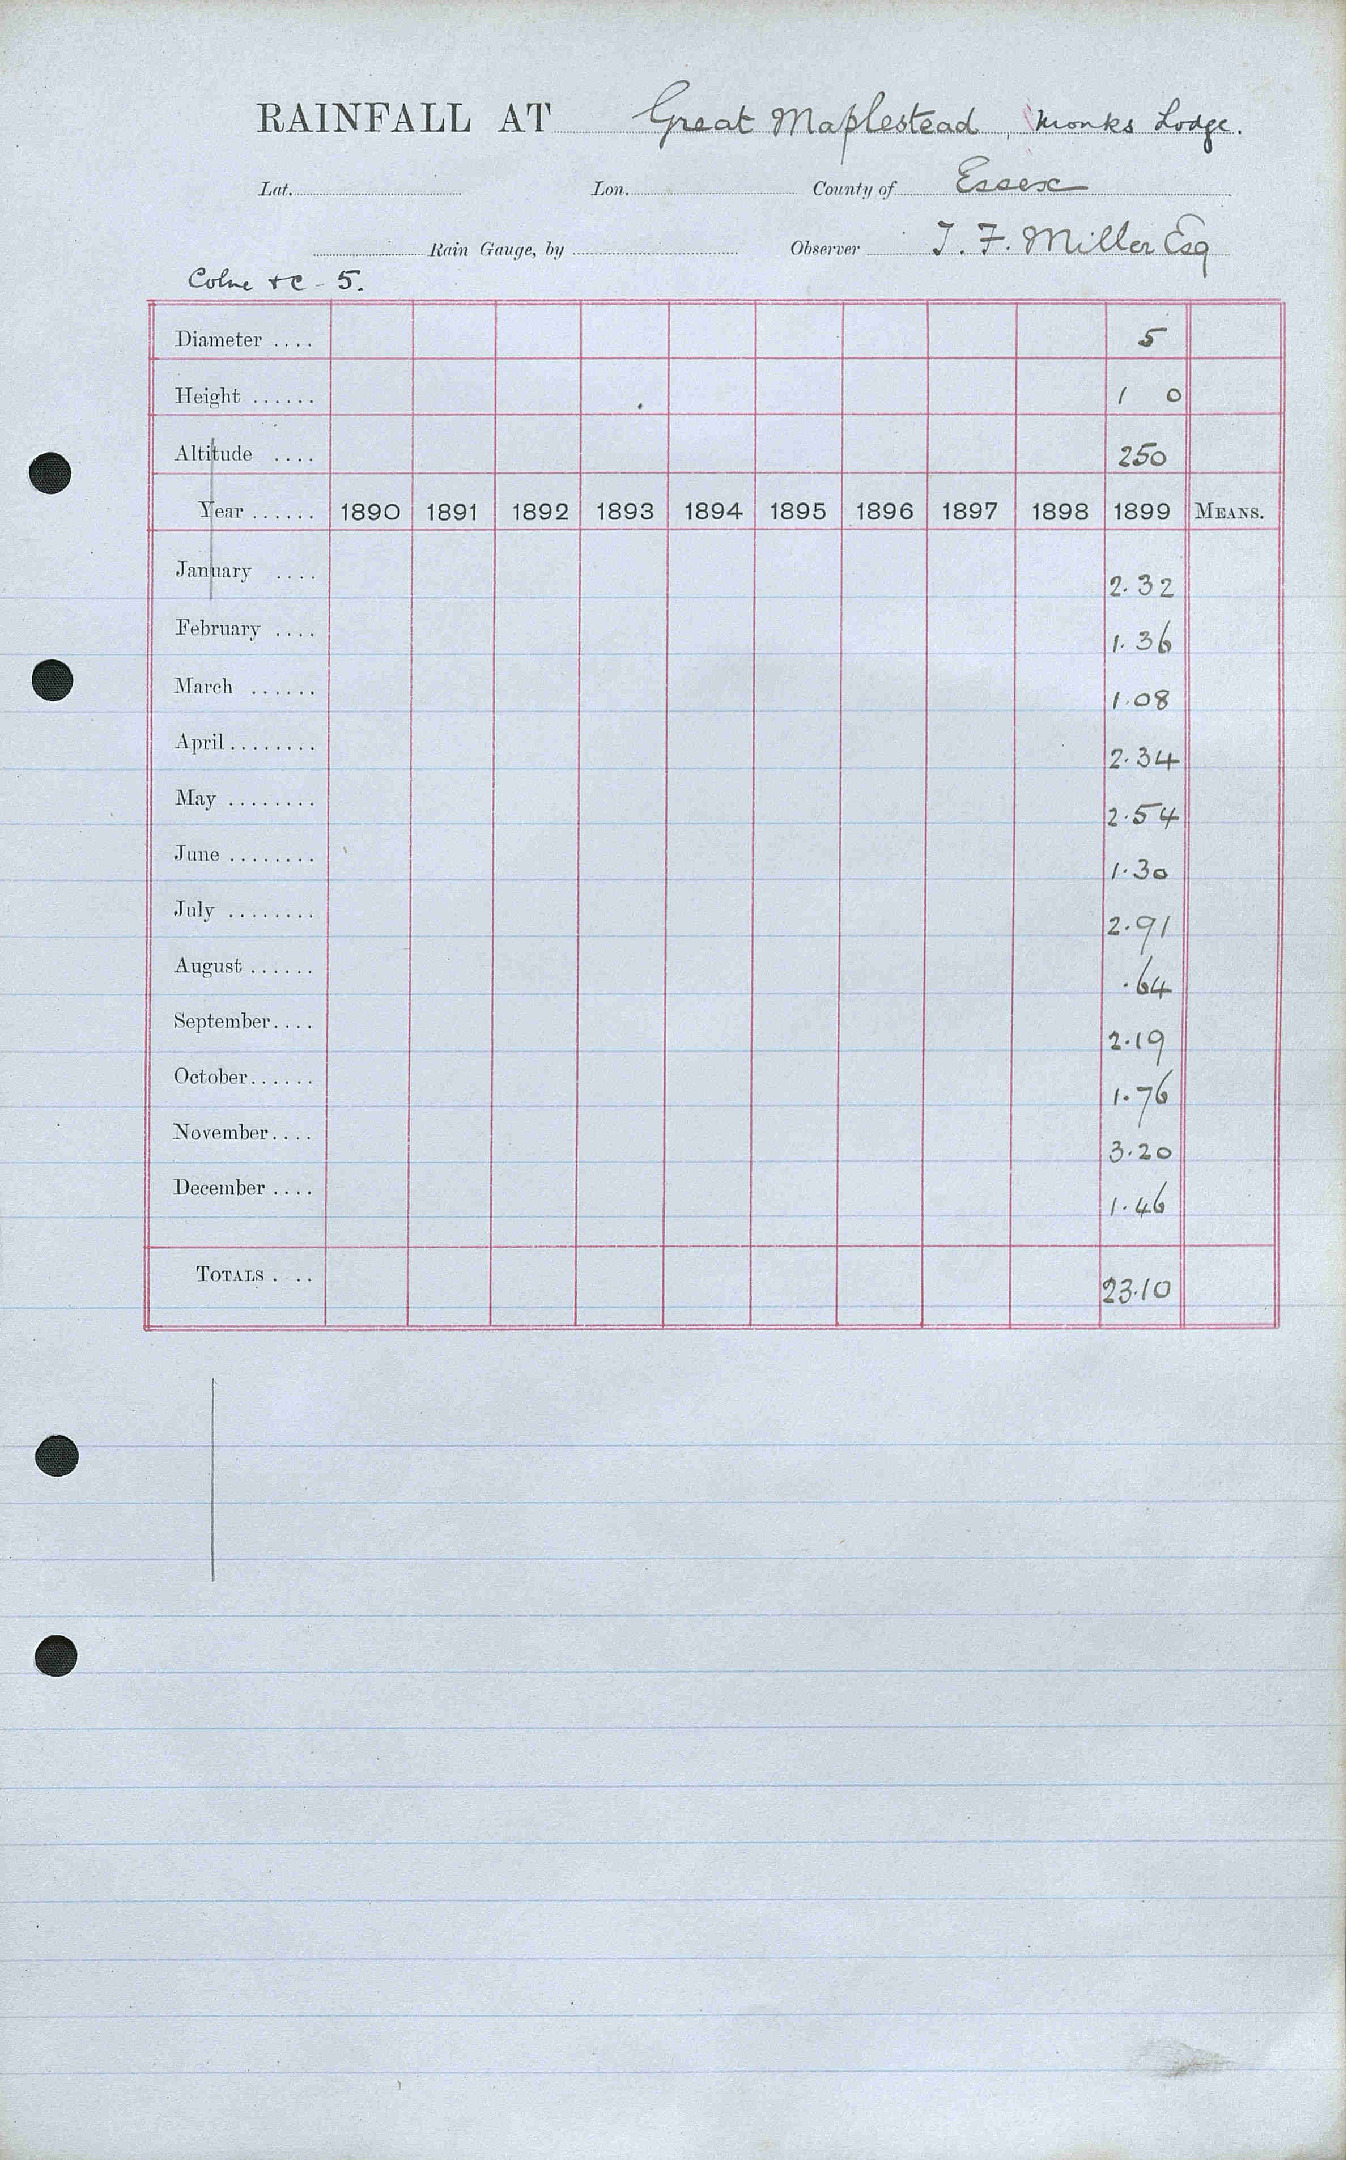 RAINFALL AT Great Maplestead, Monks Lodge.
Lat. Lon. County of Essex
Rain Gauge, by Observer T. F. Miller Esq
Colne &c - 5.
Diameter .... 5
Height ...... 1 0
Altitude .... 250
Year ...... 1890 1891 1892 1893 1894 1895 1896 1897 1898 1899 MEANS.
January .... 2.32
February .... 1.36
March ...... 1.08
April ........ 2.34
May ........ 2.54
June ........ 1.30
July ........ 2.91
August ...... .64
September .... 2.19
October ...... 1.76
November .... 3.20
December .... 1.46
TOTALS . .. 23.10